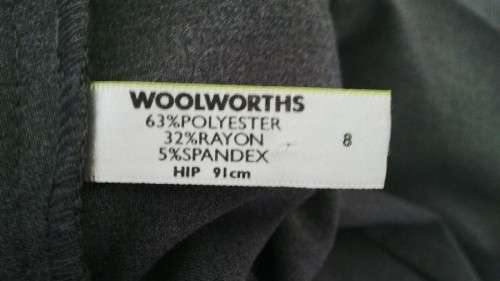 WOOLWORTHS
63%POLYESTER
32%RAYON
5%SPANDEX
HIP 91cm
8